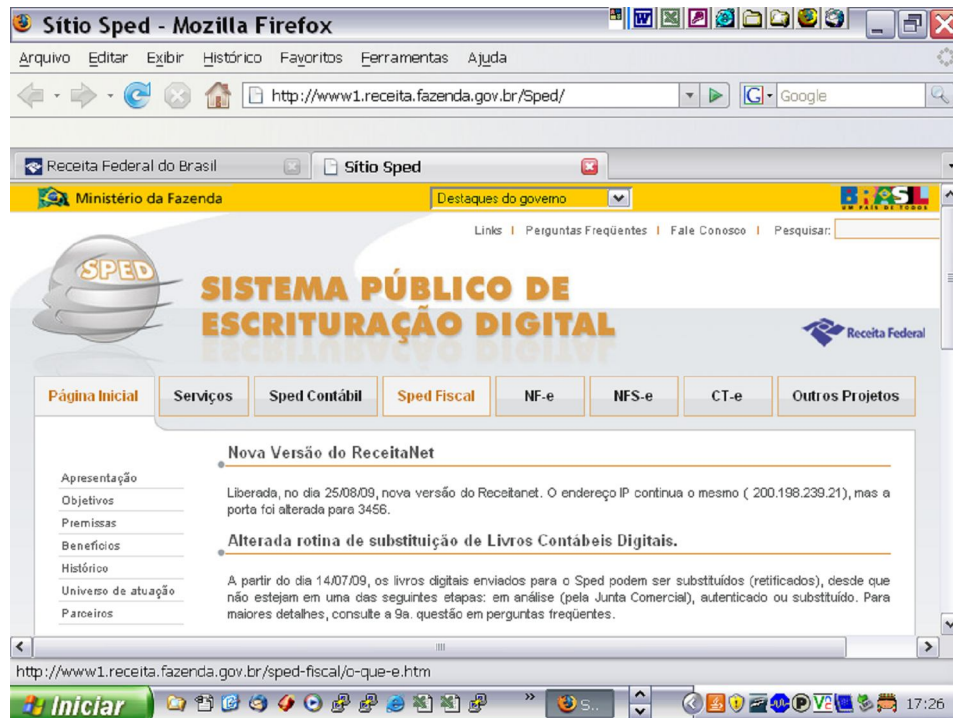 Sítio Sped - Mozilla Firefox
Arquivo Editar Exibir Histórico Favoritos Ferramentas Ajuda
http://www1.receita.fazenda.gov.br/Sped/
G Google
Receita Federal do Brasil
Sítio Sped
Ministério da Fazenda
Destaques do governo
BRASIL
UM PAÍS DE TODOS
Links | Perguntas Freqüentes | Fale Conosco | Pesquisar:
SPED
SISTEMA PÚBLICO DE
ESCRITURAÇÃO DIGITAL
Receita Federal
Página Inicial Serviços Sped Contábil Sped Fiscal NF-e NFS-e CT-e Outros Projetos
Apresentação
Objetivos
Premissas
Benefícios
Histórico
Universo de atuação
Parceiros
Nova Versão do ReceitaNet
Liberada, no dia 25/08/09, nova versão do Receitanet. O endereço IP continua o mesmo ( 200.198.239.21), mas a
porta foi alterada para 3456.
Alterada rotina de substituição de Livros Contábeis Digitais.
A partir do dia 14/07/09, os livros digitais enviados para o Sped podem ser substituídos (retificados), desde que
não estejam em uma das seguintes etapas: em análise (pela Junta Comercial), autenticado ou substituído. Para
maiores detalhes, consulte a 9a. questão em perguntas freqüentes.
http://www1.receita.fazenda.gov.br/sped-fiscal/o-que-e.htm
Iniciar
S..
17:26